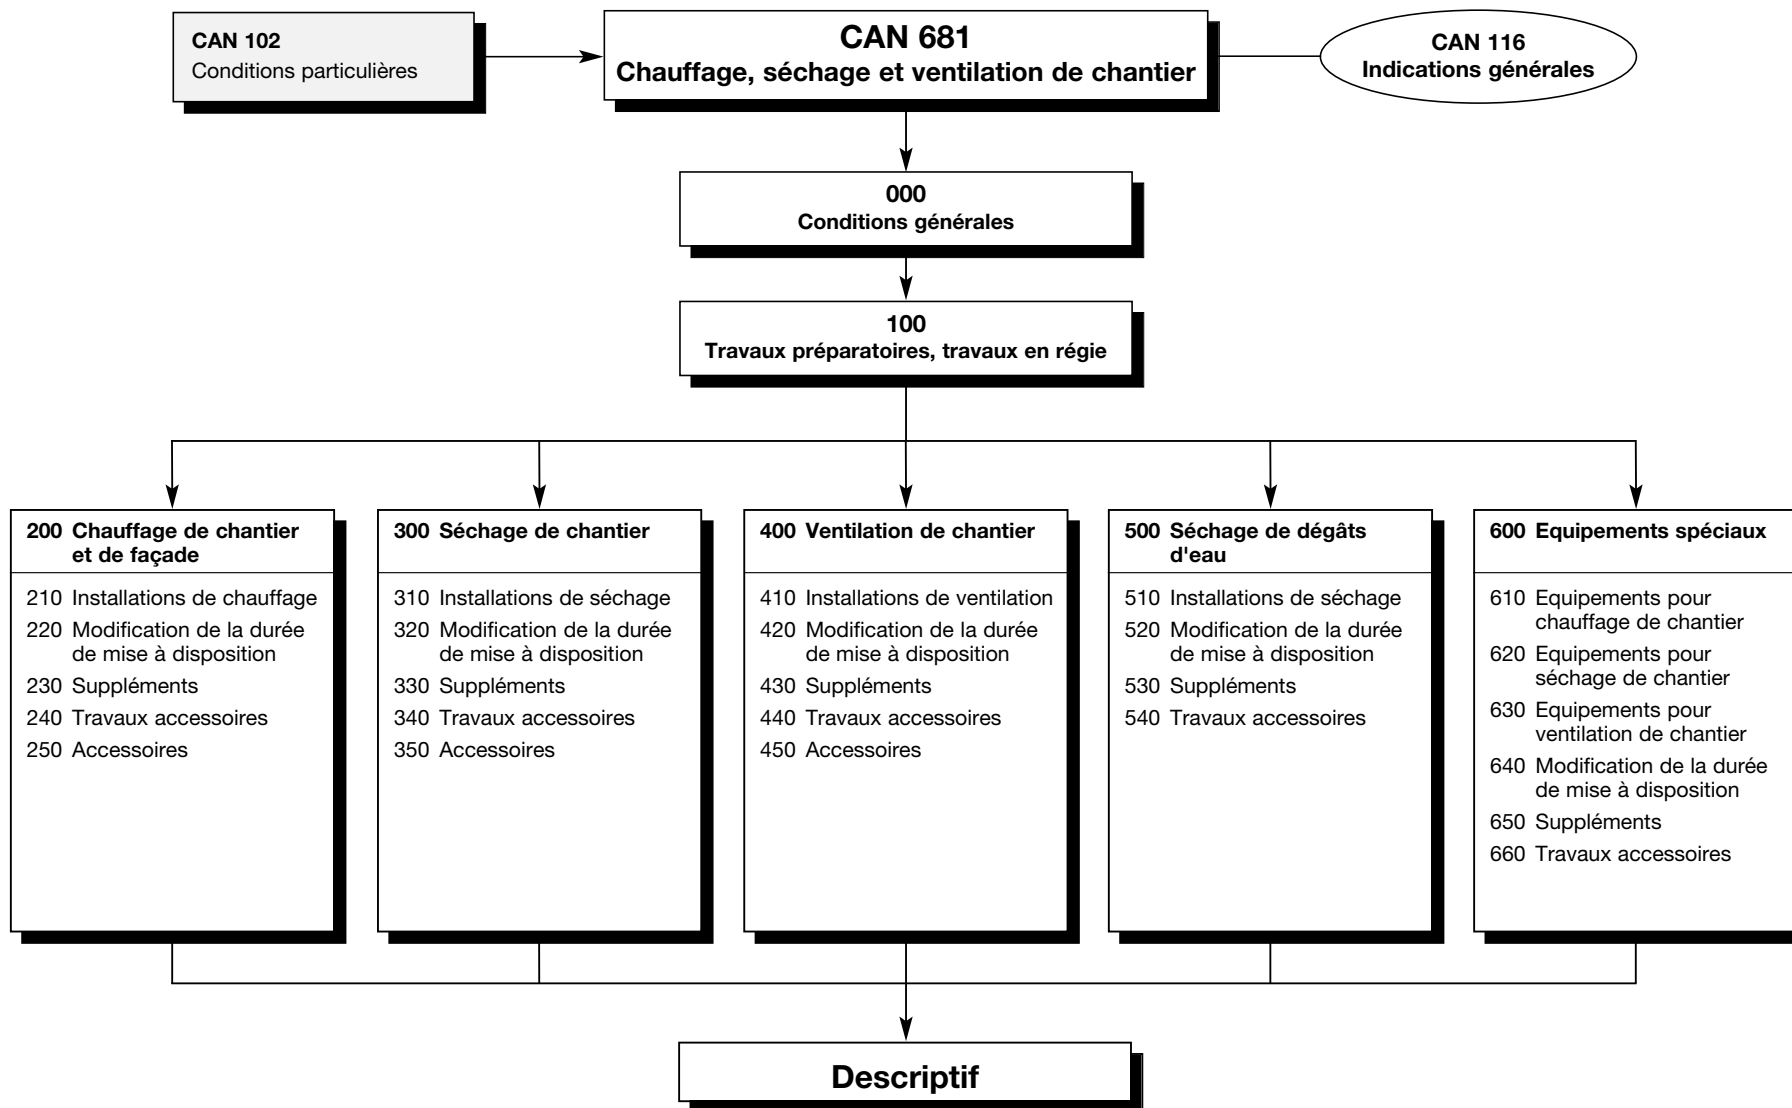 CAN 102
Conditions particulières
CAN 681
Chauffage, séchage et ventilation de chantier
CAN 116
Indications générales
000
Conditions générales
100
Travaux préparatoires, travaux en régie
200 Chauffage de chantier
et de façade
210 Installations de chauffage
220 Modification de la durée
de mise à disposition
230 Suppléments
240 Travaux accessoires
250 Accessoires
300 Séchage de chantier
310 Installations de séchage
320 Modification de la durée
de mise à disposition
330 Suppléments
340 Travaux accessoires
350 Accessoires
400 Ventilation de chantier
410 Installations de ventilation
420 Modification de la durée
de mise à disposition
430 Suppléments
440 Travaux accessoires
450 Accessoires
500 Séchage de dégâts
d'eau
510 Installations de séchage
520 Modification de la durée
de mise à disposition
530 Suppléments
540 Travaux accessoires
600 Equipements spéciaux
610 Equipements pour
chauffage de chantier
620 Equipements pour
séchage de chantier
630 Equipements pour
ventilation de chantier
640 Modification de la durée
de mise à disposition
650 Suppléments
660 Travaux accessoires
Descriptif